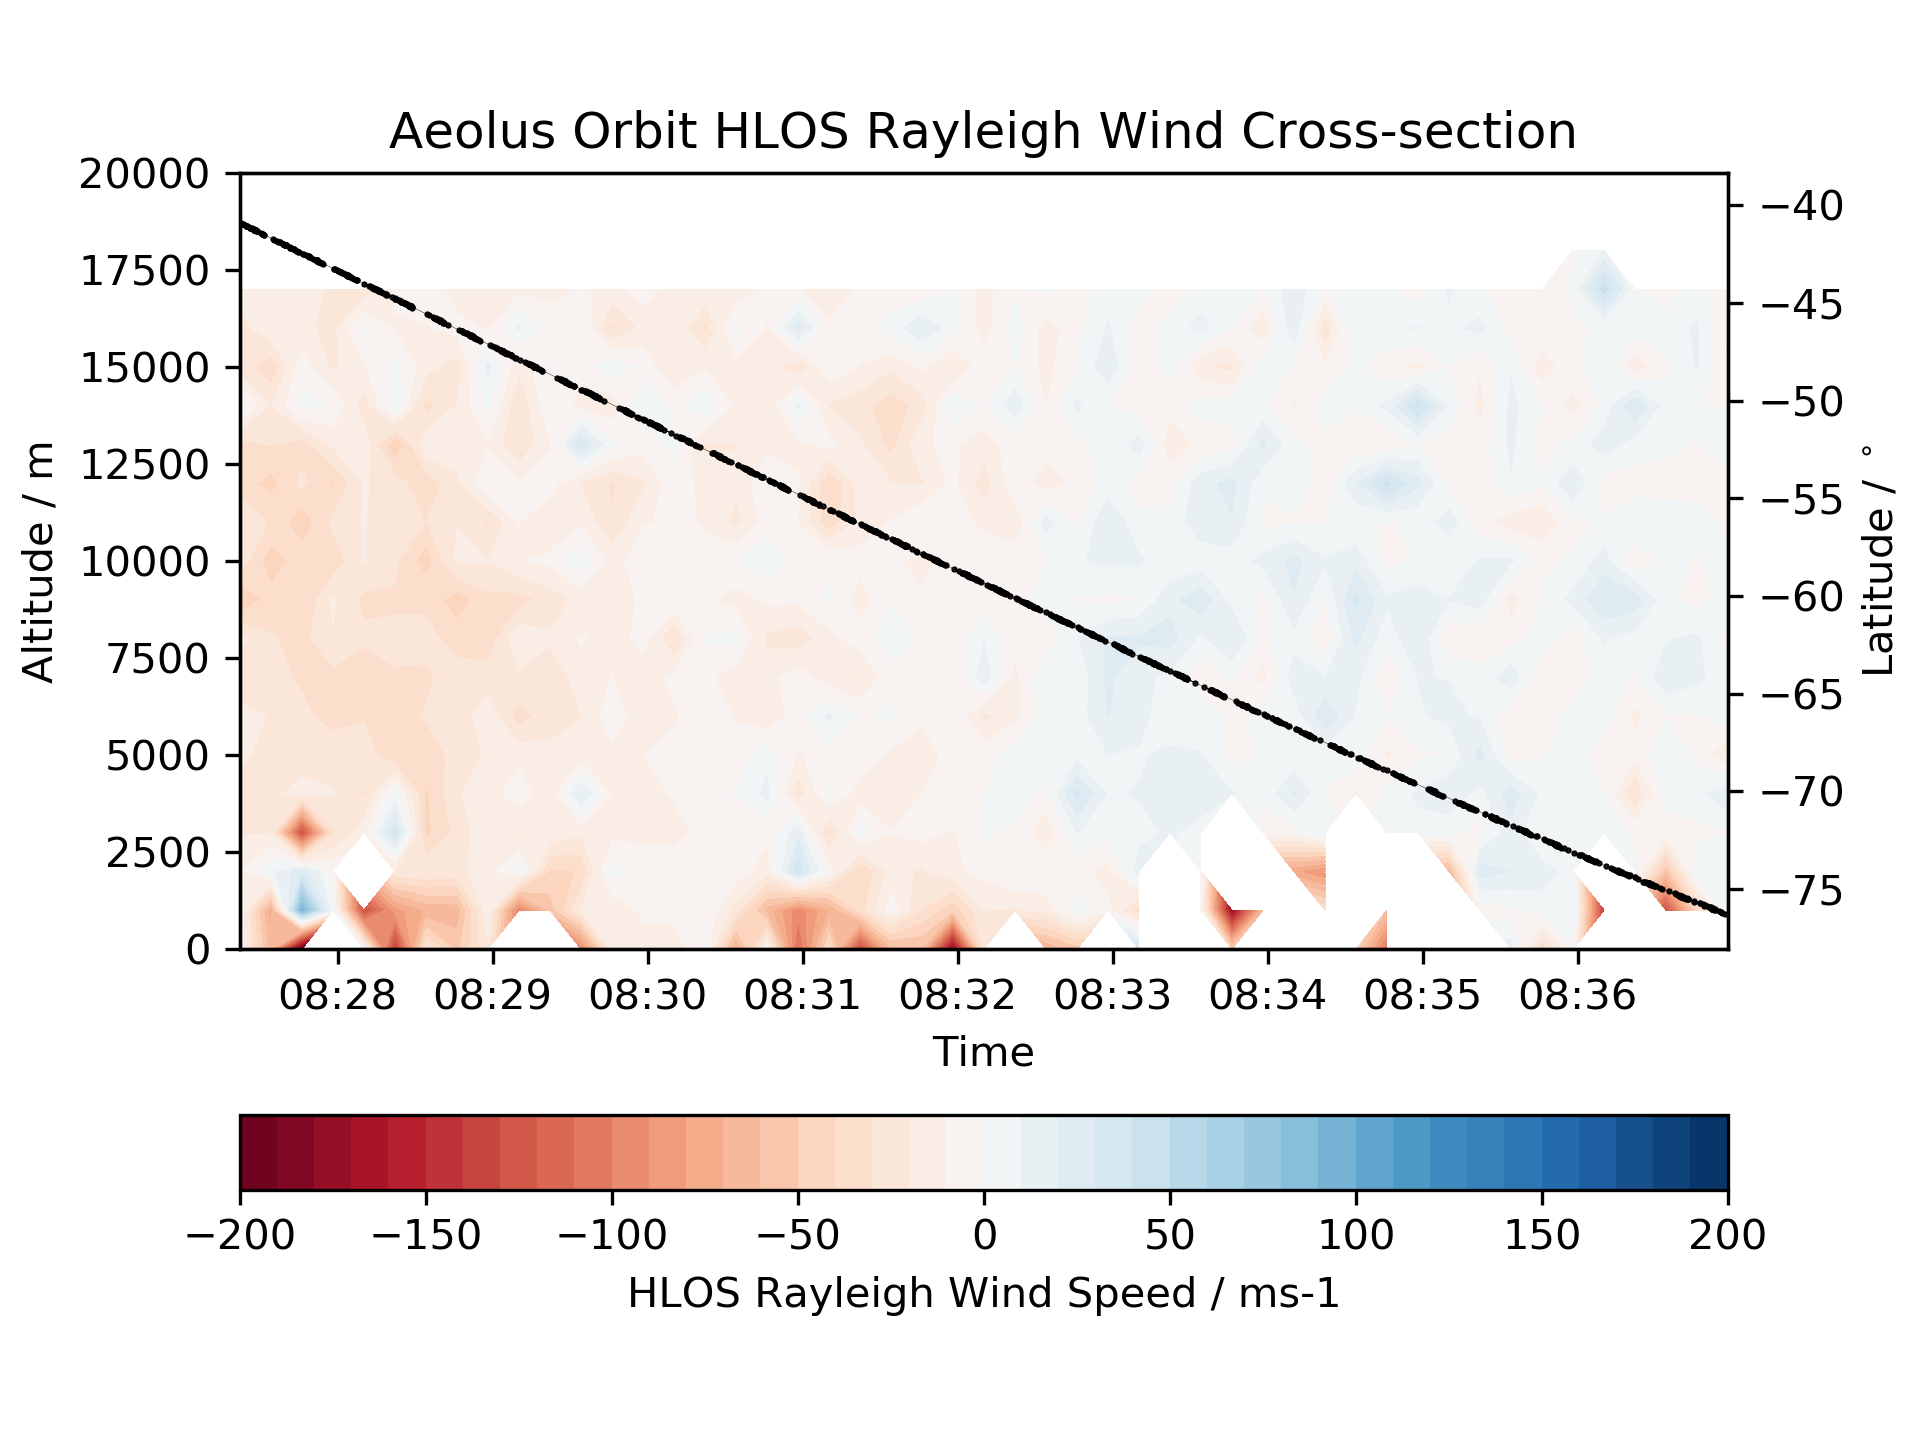 Aeolus Orbit HLOS Rayleigh Wind Cross-section
20000
17500
15000
12500
10000
7500
5000
2500
0
Altitude / m
−40
−45
−50
−55
−60
−65
−70
−75
Latitude / °
08:28 08:29 08:30 08:31 08:32 08:33 08:34 08:35 08:36
Time
−200 −150 −100 −50 0 50 100 150 200
HLOS Rayleigh Wind Speed / ms-1